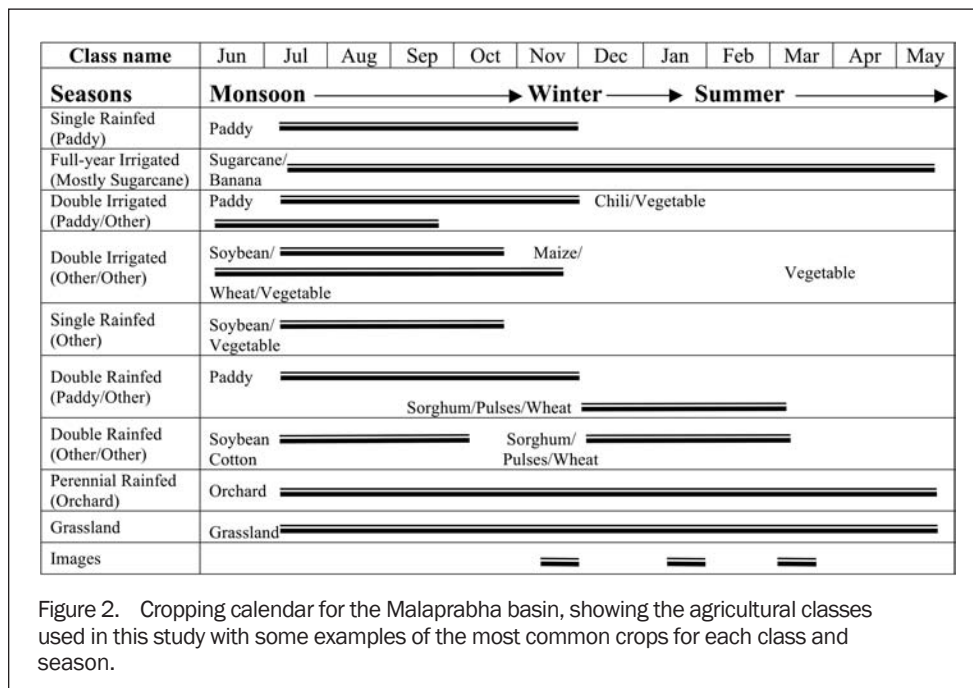 Class name Jun Jul Aug Sep Oct Nov Dec Jan Feb Mar Apr May
Seasons Monsoon Winter Summer
Single Rainfed
(Paddy)
Paddy
Full-year Irrigated
(Mostly Sugarcane)
Sugarcane/
Banana
Double Irrigated
(Paddy/Other)
Paddy
Chili/Vegetable
Double Irrigated
(Other/Other)
Soybean/
Wheat/Vegetable
Maize/
Vegetable
Single Rainfed
(Other)
Soybean/
Vegetable
Double Rainfed
(Paddy/Other)
Paddy
Sorghum/Pulses/Wheat
Double Rainfed
(Other/Other)
Soybean
Cotton
Sorghum/
Pulses/Wheat
Perennial Rainfed
(Orchard)
Orchard
Grassland
Grassland
Images
Figure 2. Cropping calendar for the Malaprabha basin, showing the agricultural classes
used in this study with some examples of the most common crops for each class and
season.